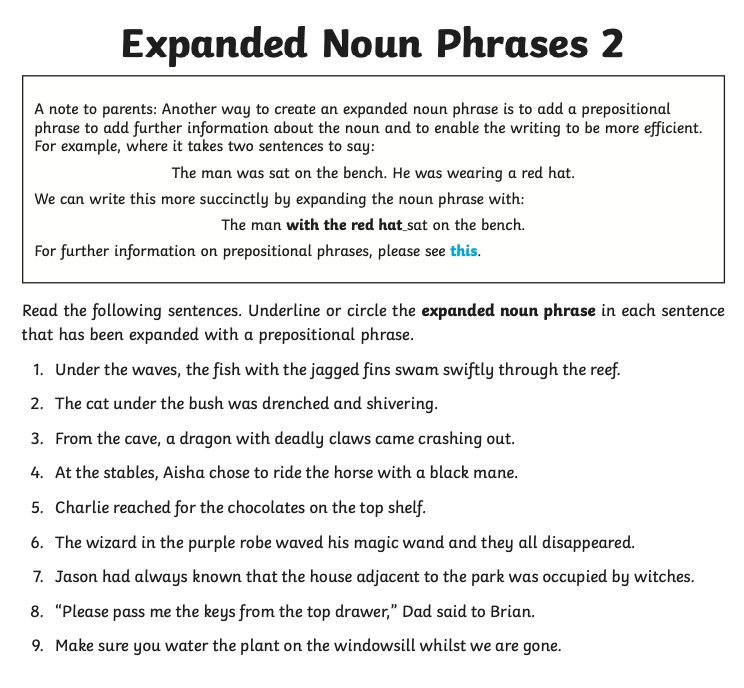 Expanded Noun Phrases 2
A note to parents: Another way to create an expanded noun phrase is to add a prepositional
phrase to add further information about the noun and to enable the writing to be more efficient.
For example, where it takes two sentences to say:
The man was sat on the bench. He was wearing a red hat.
We can write this more succinctly by expanding the noun phrase with:
The man with the red hat sat on the bench.
For further information on prepositional phrases, please see this.
Read the following sentences. Underline or circle the expanded noun phrase in each sentence
that has been expanded with a prepositional phrase.
1. Under the waves, the fish with the jagged fins swam swiftly through the reef.
2. The cat under the bush was drenched and shivering.
3. From the cave, a dragon with deadly claws came crashing out.
4. At the stables, Aisha chose to ride the horse with a black mane.
5. Charlie reached for the chocolates on the top shelf.
6. The wizard in the purple robe waved his magic wand and they all disappeared.
7. Jason had always known that the house adjacent to the park was occupied by witches.
8. “Please pass me the keys from the top drawer,” Dad said to Brian.
9. Make sure you water the plant on the windowsill whilst we are gone.